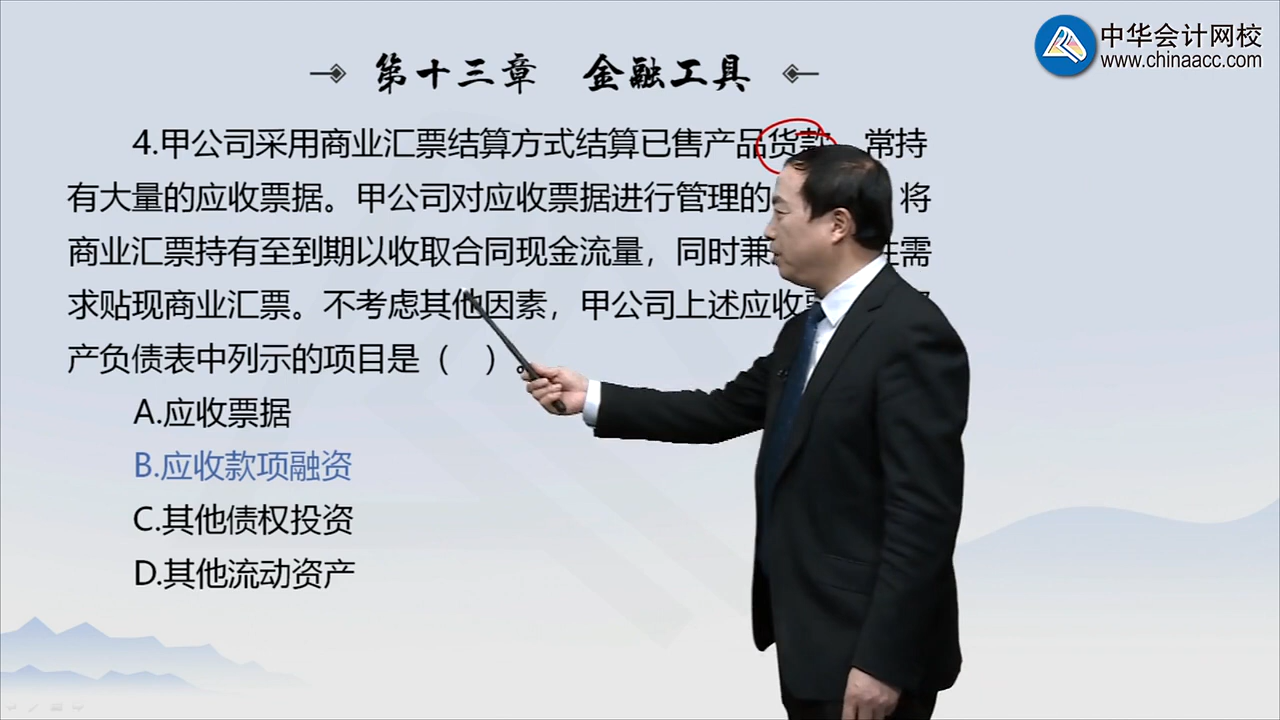 中华会计网校
www.chinaacc.com
第十三章 金融工具
4.甲公司采用商业汇票结算方式结算已售产品货款 常持
有大量的应收票据。甲公司对应收票据进行管理的 将
商业汇票持有至到期以收取合同现金流量，同时兼 需
求贴现商业汇票。不考虑其他因素，甲公司上述应收
产负债表中列示的项目是（ ）。
A.应收票据
B.应收款项融资
C.其他债权投资
D.其他流动资产